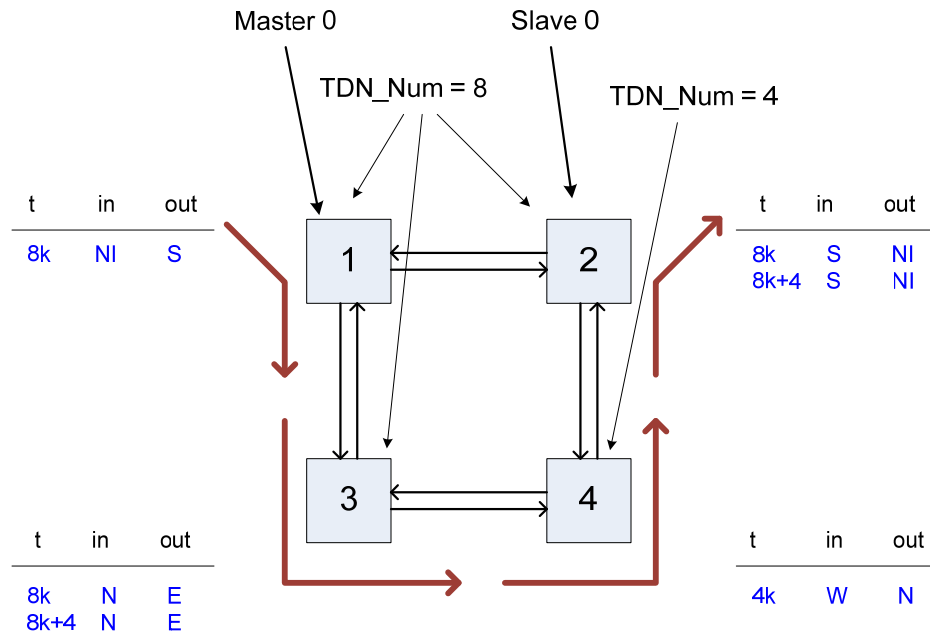 Master 0
Slave 0
TDN_Num = 8
TDN_Num = 4
t in out
8k NI S
t in out
8k S NI
8k+4 S NI
1
2
3
4
t in out
8k N E
8k+4 N E
t in out
4k W N